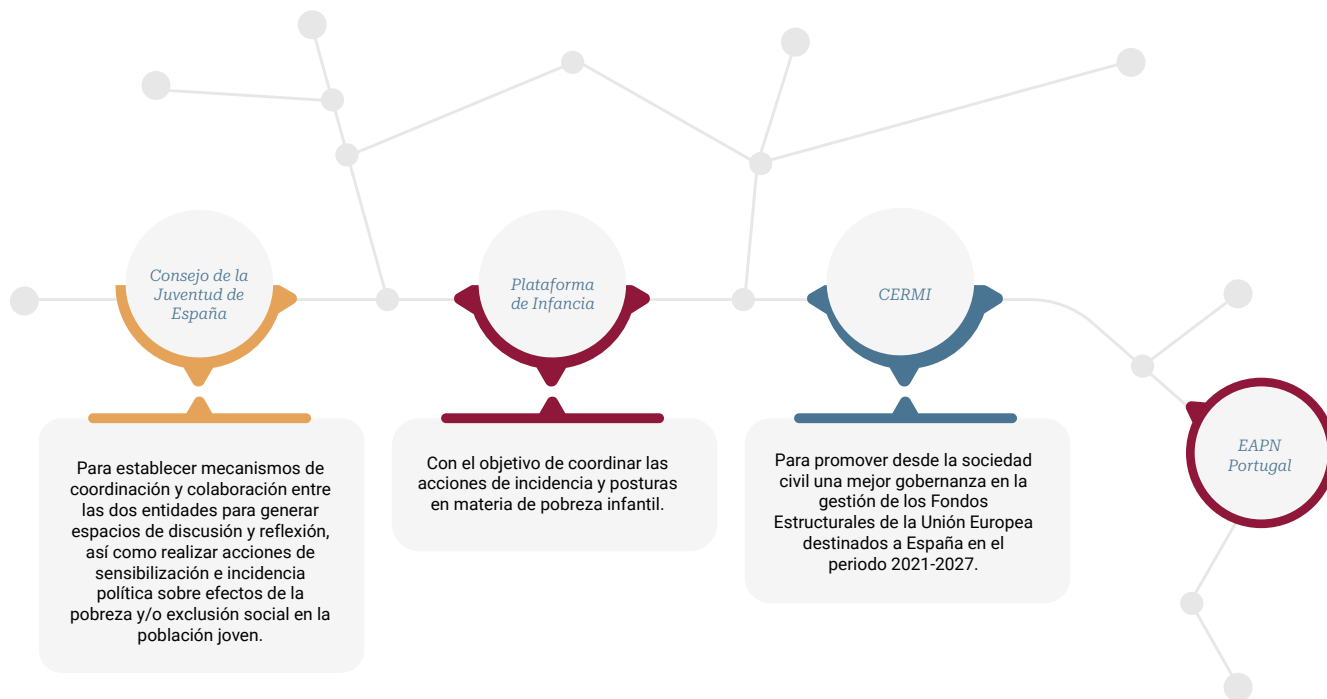 Consejo de la
Juventud de
España
Para establecer mecanismos de
coordinación y colaboración entre
las dos entidades para generar
espacios de discusión y reflexión,
así como realizar acciones de
sensibilización e incidencia
política sobre efectos de la
pobreza y/o exclusión social en la
población joven.
Plataforma
de Infancia
Con el objetivo de coordinar las
acciones de incidencia y posturas
en materia de pobreza infantil.
CERMI
Para promover desde la sociedad
civil una mejor gobernanza en la
gestión de los Fondos
Estructurales de la Unión Europea
destinados a España en el
periodo 2021-2027.
EAPN
Portugal